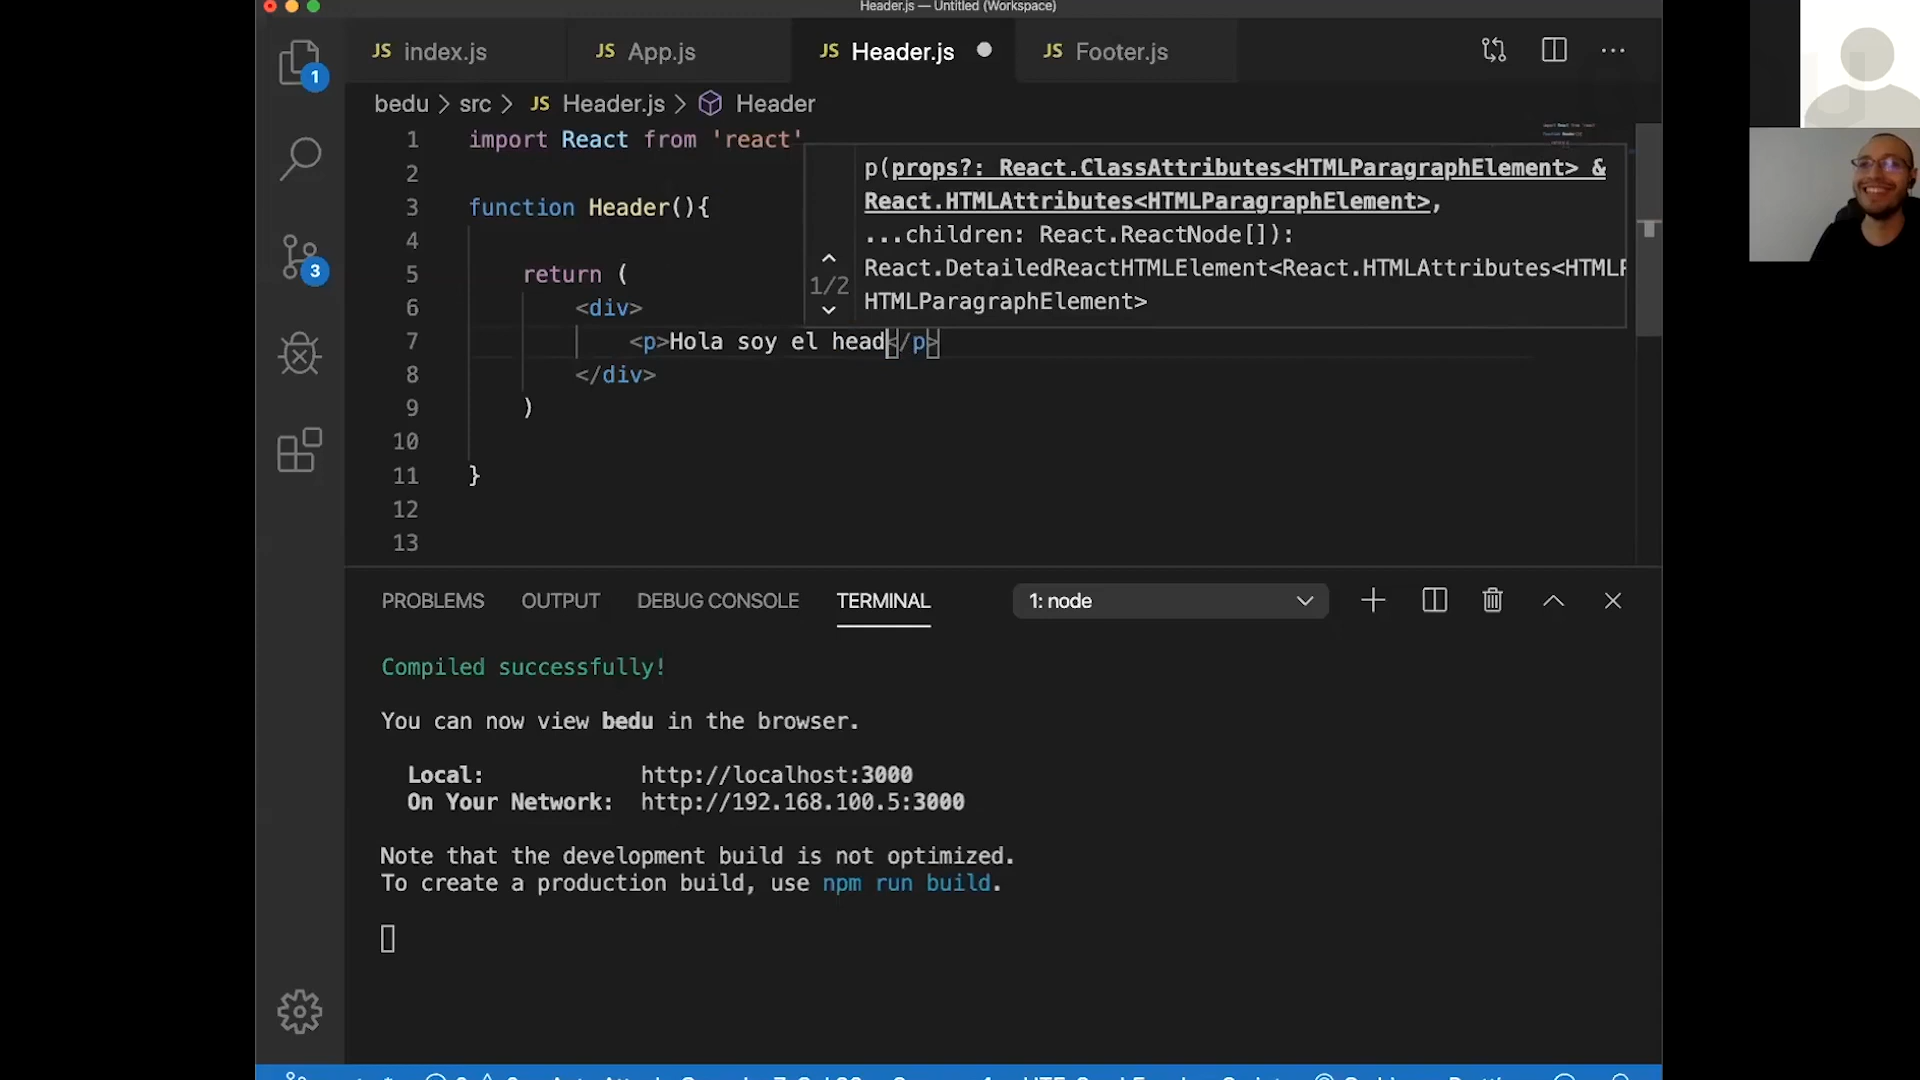 Header.js — Untitled (Workspace)
JS index.js JS App.js JS Header.js JS Footer.js
1
3
bedu > src > JS Header.js > Header
1 import React from 'react'
2
3 function Header(){
4
5 return (
6 <div>
7 <p>Hola soy el head</p>
8 </div>
9 )
10
11 }
12
13
p(props?: React.ClassAttributes<HTMLParagraphElement> &
React.HTMLAttributes<HTMLParagraphElement>,
...children: React.ReactNode[]):
1/2
React.DetailedReactHTMLElement<React.HTMLAttributes<HTML
HTMLParagraphElement>
PROBLEMS OUTPUT DEBUG CONSOLE TERMINAL 1: node
Compiled successfully!
You can now view bedu in the browser.
Local: http://localhost:3000
On Your Network: http://192.168.100.5:3000
Note that the development build is not optimized.
To create a production build, use npm run build.